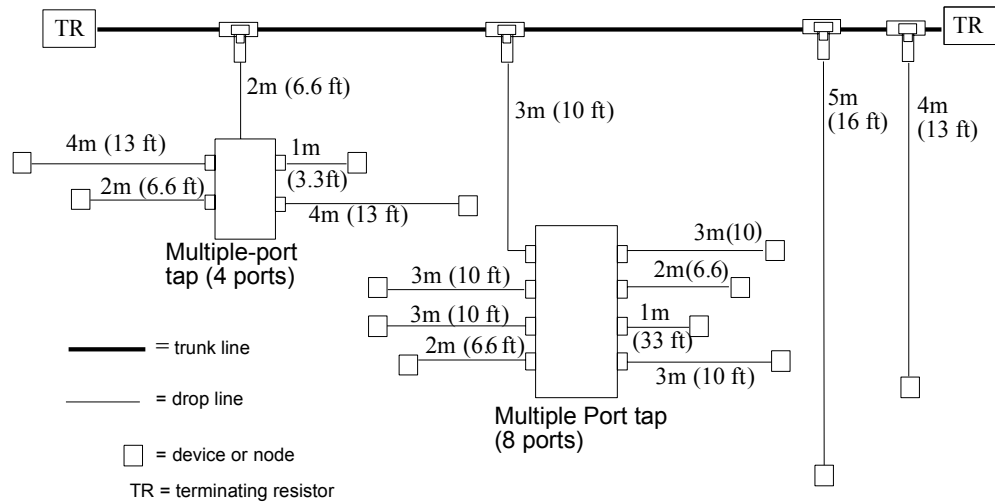 TR
TR
2m (6.6 ft)
3m (10 ft)
5m
(16 ft)
4m
(13 ft)
4m (13 ft)
1m
(3.3ft)
2m (6.6 ft)
4m (13 ft)
Multiple-port
tap (4 ports)
3m(10)
3m (10 ft)
2m(6.6)
3m (10 ft)
1m
(33 ft)
2m (6.6 ft)
3m (10 ft)
Multiple Port tap
(8 ports)
= trunk line
= drop line
= device or node
TR = terminating resistor